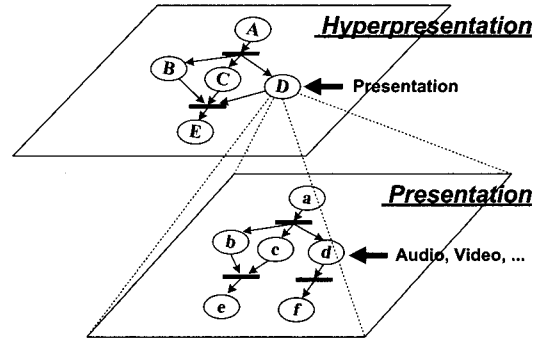 Hyperpresentation
A
B
C
D
Presentation
E
Presentation
a
b
c
d
Audio, Video, ...
e
f